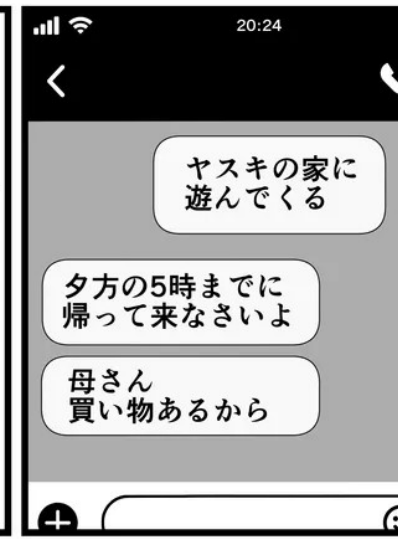 20:24
ヤスキの家に
遊んでくる
夕方の5時までに
帰って来なさいよ
母さん
買い物あるから